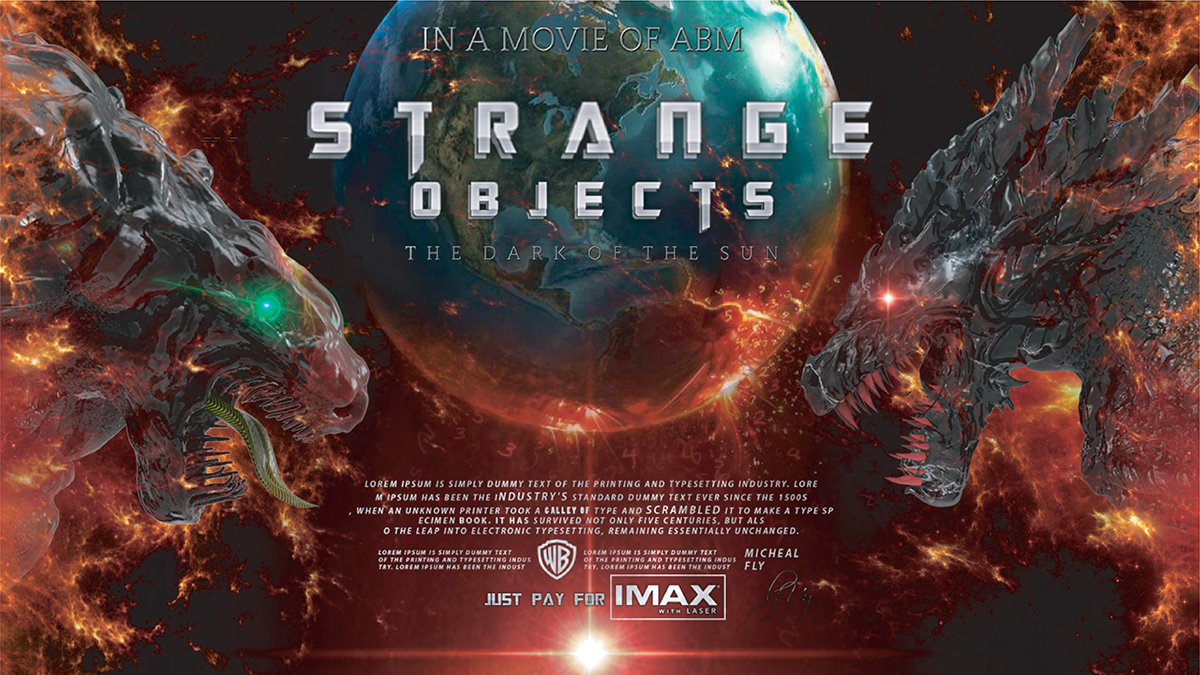 IN A MOVIE OF ABM
STRANGE
OBJECTS
THE DARK OF THE SUN
LOREM IPSUM IS SIMPLY DUMMY TEXT OF THE PRINTING AND TYPESETTING INDUSTRY. LORE
M IPSUM HAS BEEN THE INDUSTRY'S STANDARD DUMMY TEXT EVER SINCE THE 1500S
, WHEN AN UNKNOWN PRINTER TOOK A GALLEY OF TYPE AND SCRAMBLED IT TO MAKE A TYPE SP
ECIMEN BOOK. IT HAS SURVIVED NOT ONLY FIVE CENTURIES, BUT ALS
O THE LEAP INTO ELECTRONIC TYPESETTING, REMAINING ESSENTIALLY UNCHANGED.
LOREM IPSUM IS SIMPLY DUMMY TEXT
OF THE PRINTING AND TYPESETTING INDUS
TRY. LOREM IPSUM HAS BEEN THE INDUST
WB
LOREM IPSUM IS SIMPLY DUMMY TEXT
OF THE PRINTING AND TYPESETTING INDUS
TRY. LOREM IPSUM HAS BEEN THE INDUST
MICHEAL
FLY
JUST PAY FOR IMAX
WITH LASER